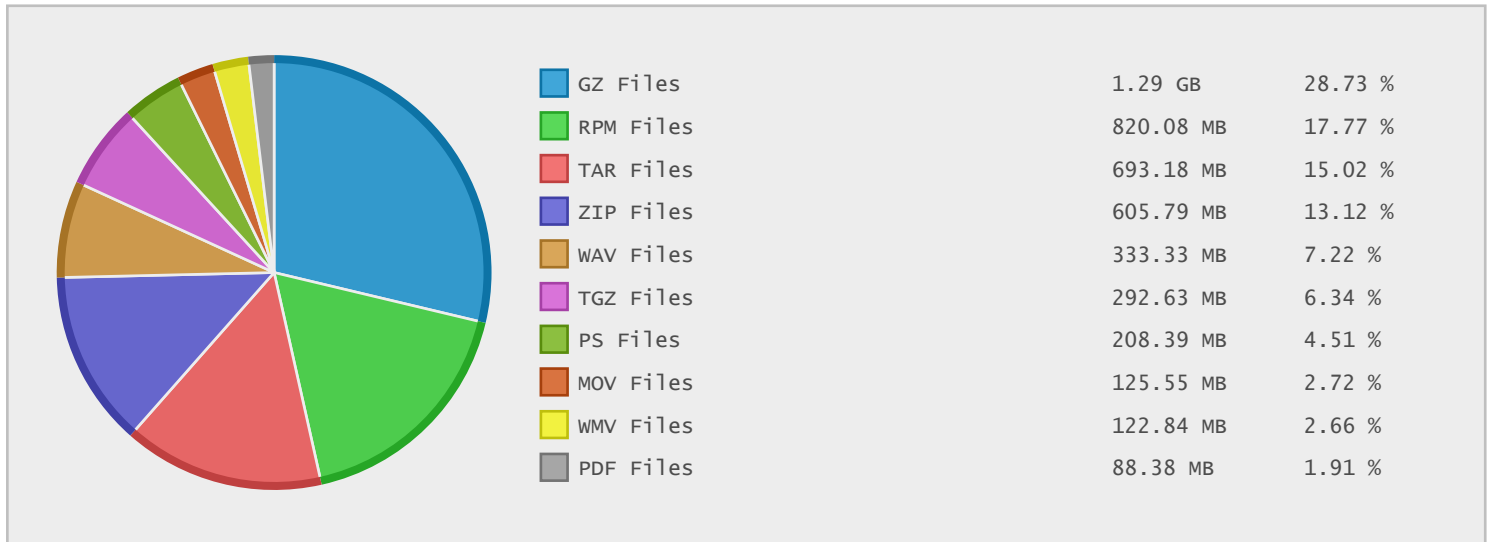 GZ Files 1.29 GB 28.73 %
RPM Files 820.08 MB 17.77 %
TAR Files 693.18 MB 15.02 %
ZIP Files 605.79 MB 13.12 %
WAV Files 333.33 MB 7.22 %
TGZ Files 292.63 MB 6.34 %
PS Files 208.39 MB 4.51 %
MOV Files 125.55 MB 2.72 %
WMV Files 122.84 MB 2.66 %
PDF Files 88.38 MB 1.91 %